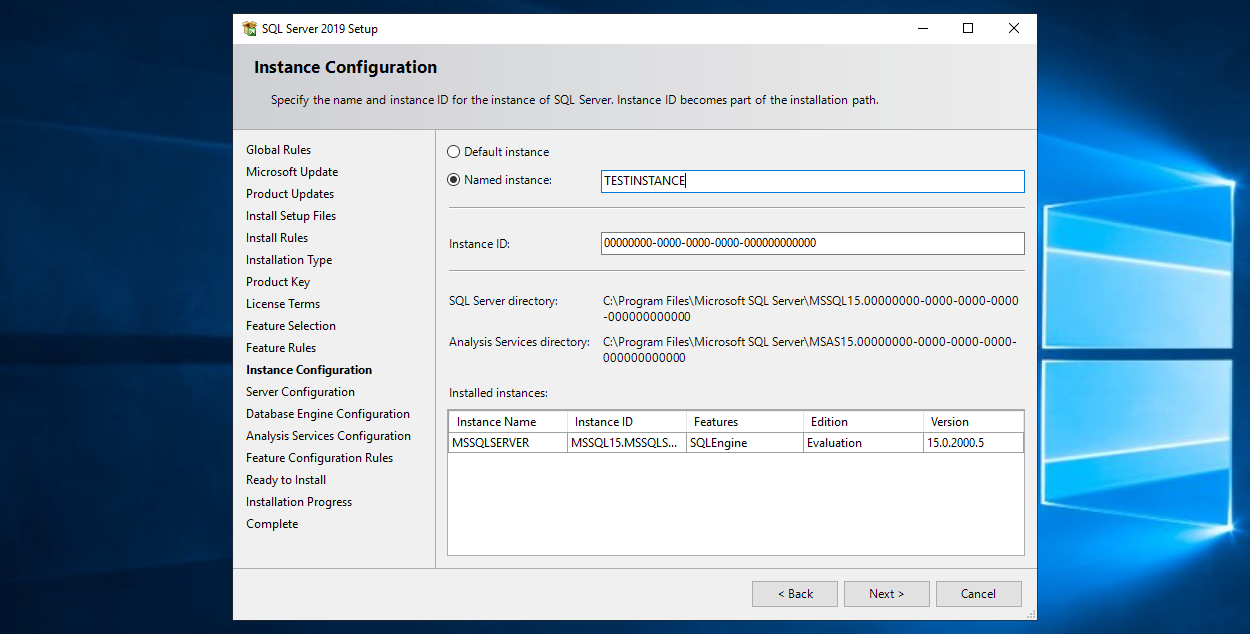 SQL Server 2019 Setup
Instance Configuration
Specify the name and instance ID for the instance of SQL Server. Instance ID becomes part of the installation path.
Global Rules
Microsoft Update
Product Updates
Install Setup Files
Install Rules
Installation Type
Product Key
License Terms
Feature Selection
Feature Rules
Instance Configuration
Server Configuration
Database Engine Configuration
Analysis Services Configuration
Feature Configuration Rules
Ready to Install
Installation Progress
Complete
Default instance
Named instance: TESTINSTANCE
Instance ID: 00000000-0000-0000-0000-000000000000
SQL Server directory: C:\Program Files\Microsoft SQL Server\MSSQL15.00000000-0000-0000-0000
-000000000000
Analysis Services directory: C:\Program Files\Microsoft SQL Server\MSAS15.00000000-0000-0000-0000-
000000000000
Installed instances:
Instance Name Instance ID Features Edition Version
MSSQLSERVER MSSQL15.MSSQLS... SQLEngine Evaluation 15.0.2000.5
< Back Next > Cancel